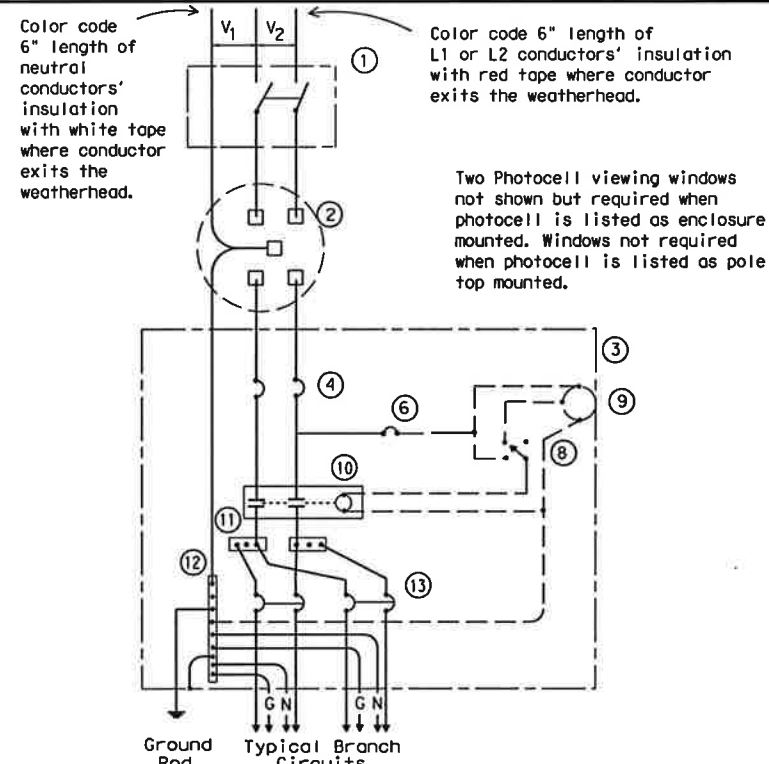 Color code
6" length of
neutral
conductors'
insulation
with white tape
where conductor
exits the
weatherhead.
V1
V2
Color code 6" length of
L1 or L2 conductors' insulation
with red tape where conductor
exits the weatherhead.
1
Two Photocell viewing windows
not shown but required when
photocell is listed as enclosure
mounted. Windows not required
when photocell is listed as pole
top mounted.
2
3
4
6
9
8
10
11
12
13
G N
G N
Ground
Rod
Typical Branch
Circuits